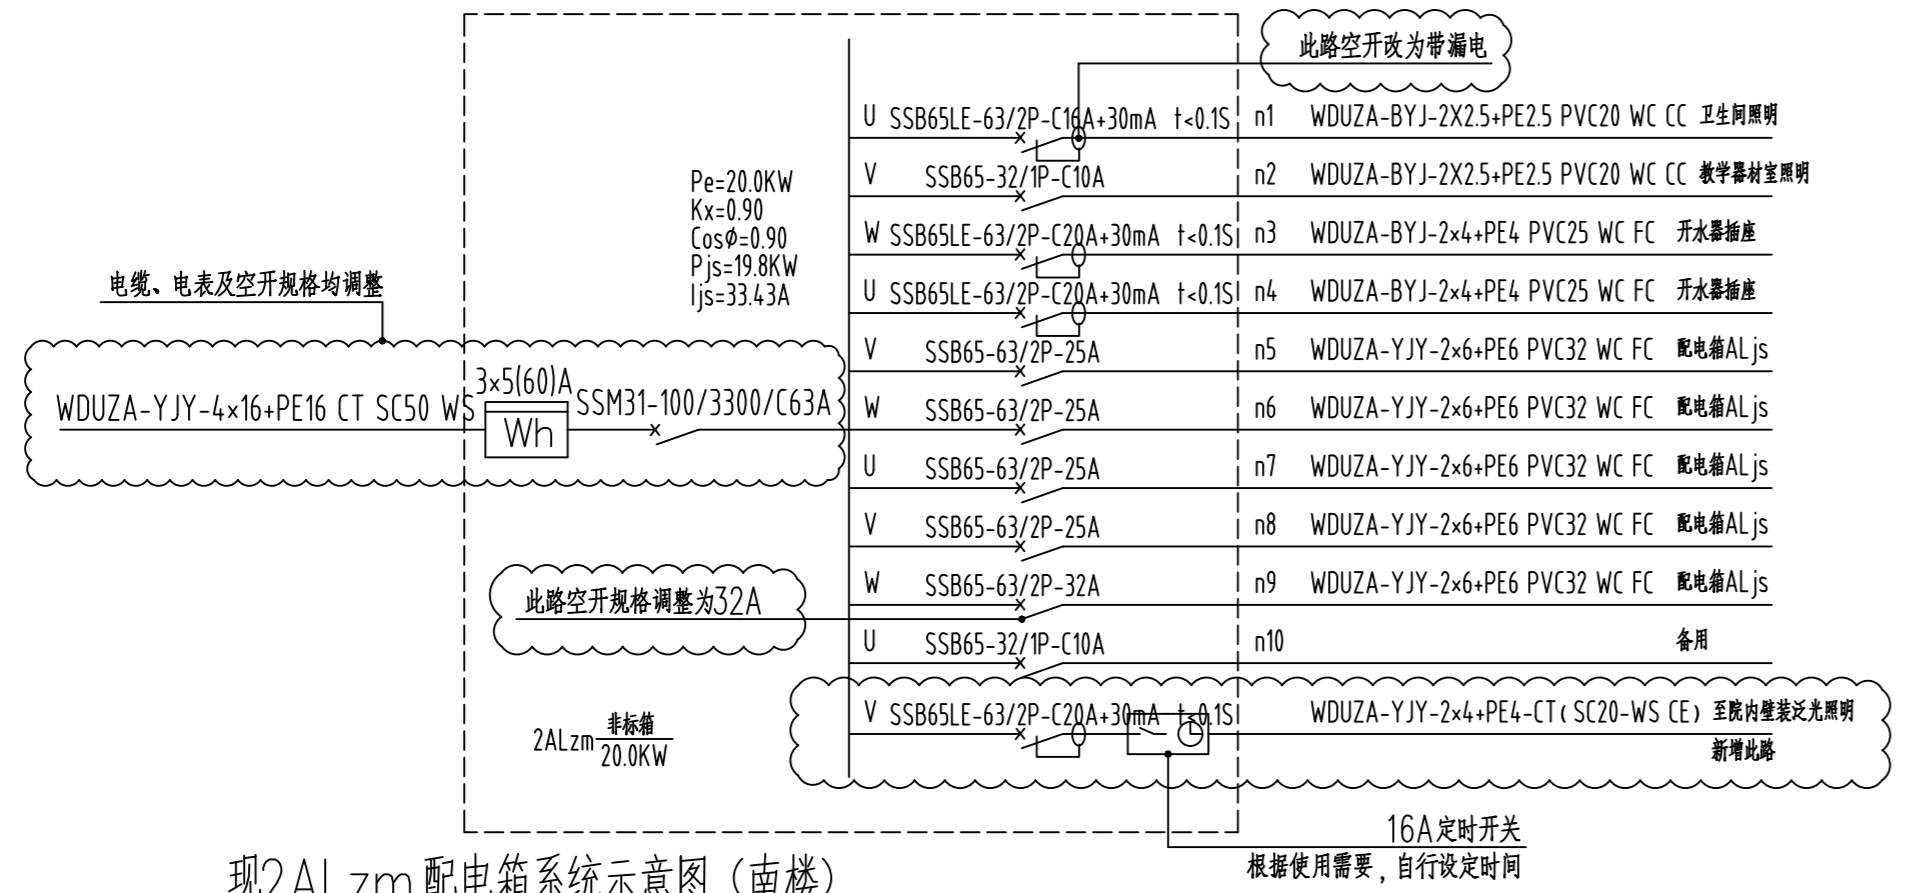 此路空开改为带漏电
U SSB65LE-63/2P-C16A+30mA t<0.1S n1 WDUZA-BYJ-2X2.5+PE2.5 PVC20 WC CC 卫生间照明
V SSB65-32/1P-C10A n2 WDUZA-BYJ-2X2.5+PE2.5 PVC20 WC CC 教学器材室照明
Pe=20.0KW
Kx=0.90
CosØ=0.90
Pjs=19.8KW
Ijs=33.43A
W SSB65LE-63/2P-C20A+30mA t<0.1S n3 WDUZA-BYJ-2×4+PE4 PVC25 WC FC 开水器插座
U SSB65LE-63/2P-C20A+30mA t<0.1S n4 WDUZA-BYJ-2×4+PE4 PVC25 WC FC 开水器插座
电缆、电表及空开规格均调整
V SSB65-63/2P-25A n5 WDUZA-YJY-2×6+PE6 PVC32 WC FC 配电箱ALjs
3×5(60)A
WDUZA-YJY-4×16+PE16 CT SC50 WS Wh SSM31-100/3300/C63A
W SSB65-63/2P-25A n6 WDUZA-YJY-2×6+PE6 PVC32 WC FC 配电箱ALjs
U SSB65-63/2P-25A n7 WDUZA-YJY-2×6+PE6 PVC32 WC FC 配电箱ALjs
V SSB65-63/2P-25A n8 WDUZA-YJY-2×6+PE6 PVC32 WC FC 配电箱ALjs
W SSB65-63/2P-32A n9 WDUZA-YJY-2×6+PE6 PVC32 WC FC 配电箱ALjs
此路空开规格调整为32A
U SSB65-32/1P-C10A n10 备用
V SSB65LE-63/2P-C20A+30mA t<0.1S WDUZA-YJY-2×4+PE4-CT(SC20-WS CE) 至院内壁装泛光照明
新增此路
2ALzm 非标箱
20.0KW
16A定时开关
根据使用需要,自行设定时间
现2ALzm配电箱系统示意图(南楼)